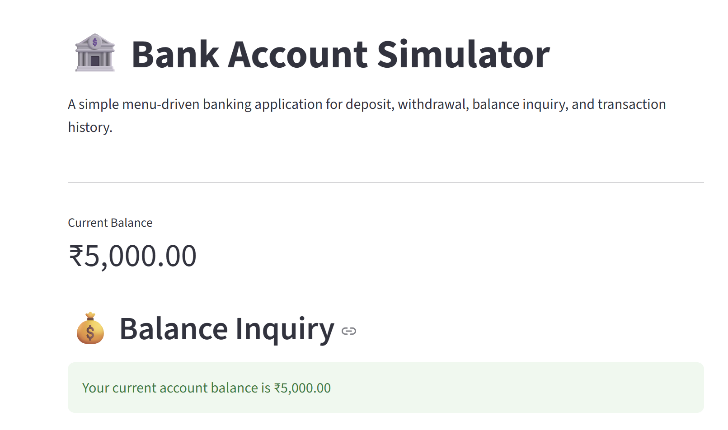 Bank Account Simulator
A simple menu-driven banking application for deposit, withdrawal, balance inquiry, and transaction
history.
Current Balance
₹5,000.00
Balance Inquiry
Your current account balance is ₹5,000.00